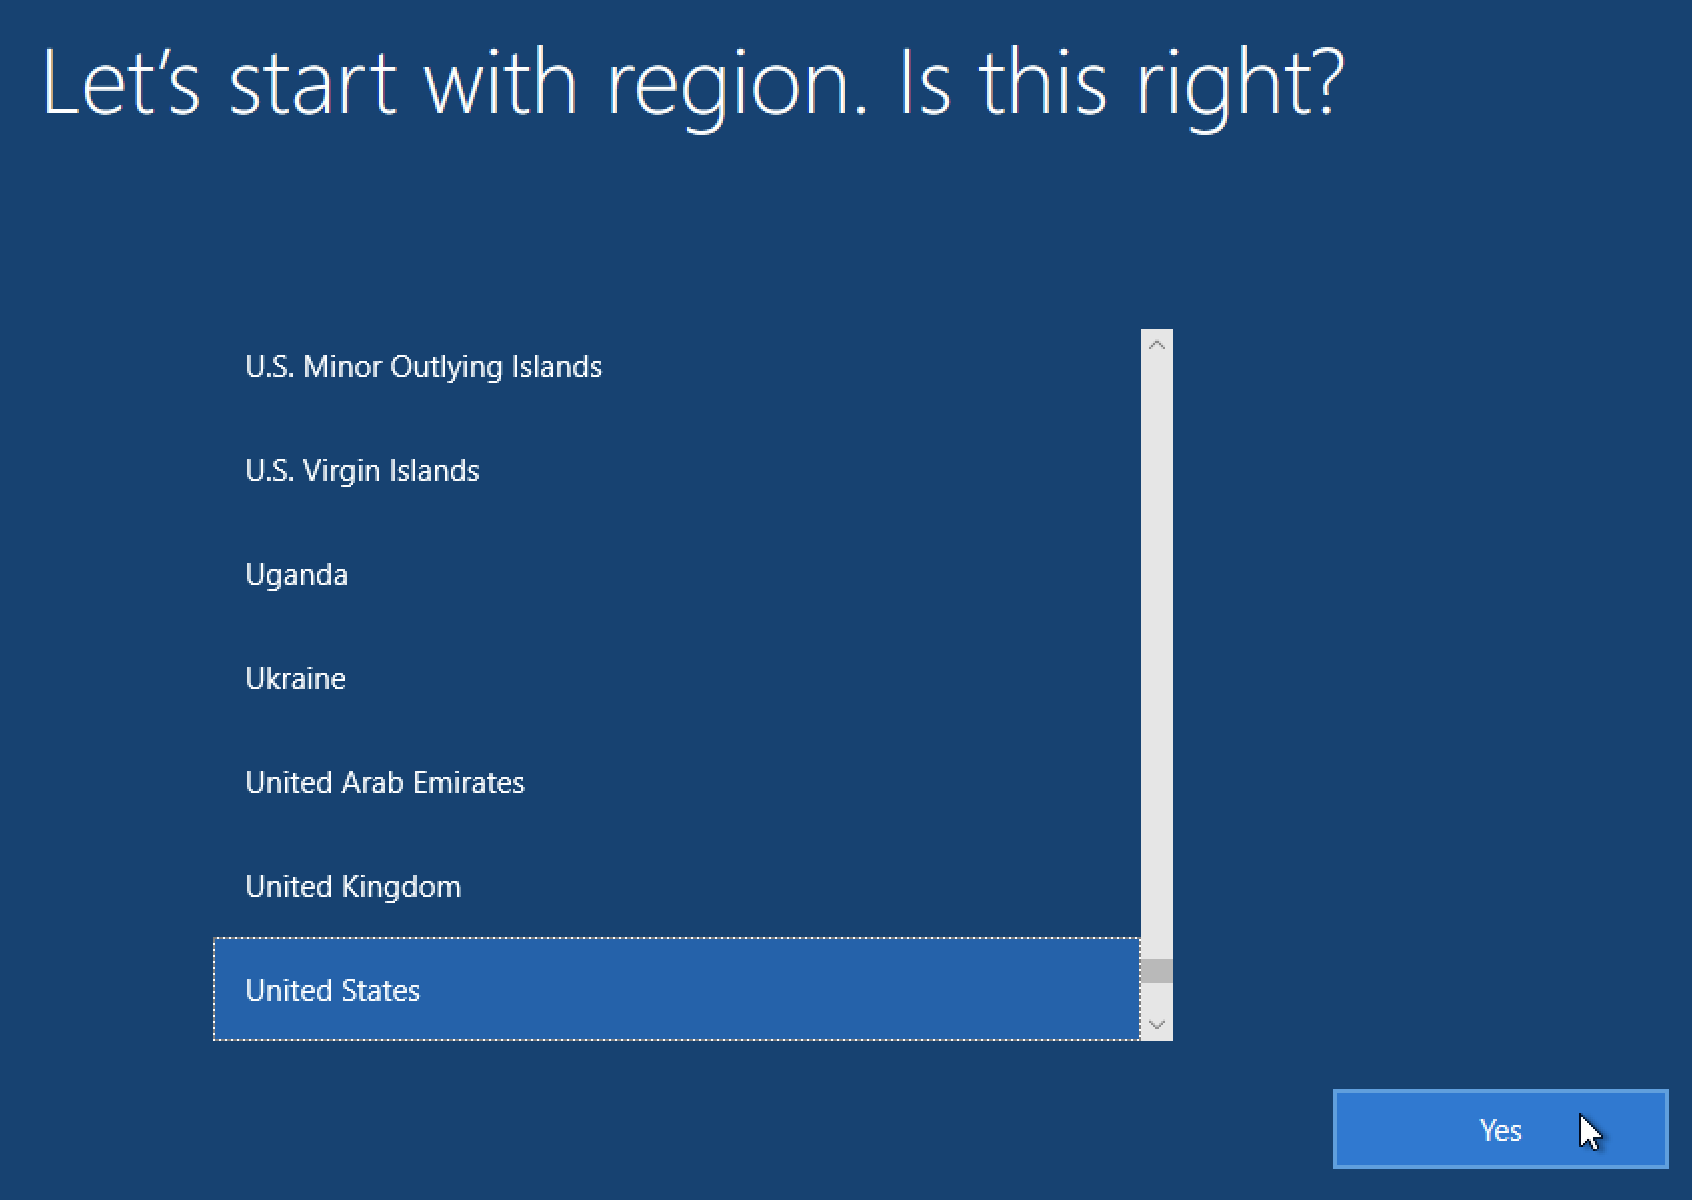 Let’s start with region. Is this right?
U.S. Minor Outlying Islands
U.S. Virgin Islands
Uganda
Ukraine
United Arab Emirates
United Kingdom
United States
Yes